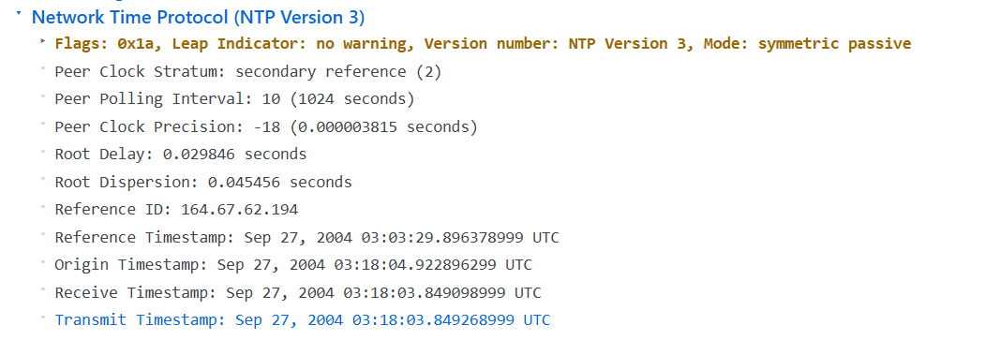 Network Time Protocol (NTP Version 3)
Flags: 0x1a, Leap Indicator: no warning, Version number: NTP Version 3, Mode: symmetric passive
Peer Clock Stratum: secondary reference (2)
Peer Polling Interval: 10 (1024 seconds)
Peer Clock Precision: -18 (0.000003815 seconds)
Root Delay: 0.029846 seconds
Root Dispersion: 0.045456 seconds
Reference ID: 164.67.62.194
Reference Timestamp: Sep 27, 2004 03:03:29.896378999 UTC
Origin Timestamp: Sep 27, 2004 03:18:04.922896299 UTC
Receive Timestamp: Sep 27, 2004 03:18:03.849098999 UTC
Transmit Timestamp: Sep 27, 2004 03:18:03.849268999 UTC